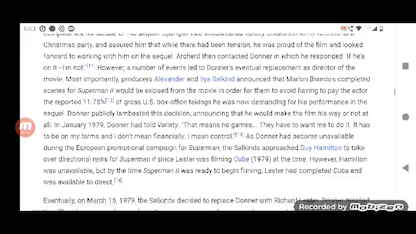 Christmas party, and assured him that while there had been tension, he was proud of the film and looked
forward to working with him on the sequel. Archerd then contacted Donner in which he responded "If he's
on it—I'm not."[11] However, a number of events led to Donner's eventual replacement as director of the
movie. Most importantly, producers Alexander and Ilya Salkind announced that Marlon Brando's completed
scenes for Superman II would be excised from the movie in order for them to avoid having to pay the actor
the reported 11.75%[12] of gross U.S. box office takings he was now demanding for his performance in the
sequel. Donner publicly lambasted this decision, announcing that he would make the film his way or not at
all. In January 1979, Donner had told Variety, "That means no games... They have to want me to do it. It has
to be on my terms and I don't mean financially. I mean control."[13] As Donner had become unavailable
during the European promotional campaign for Superman, the Salkinds approached Guy Hamilton to take
over directional reins for Superman II since Lester was filming Cuba (1979) at the time. However, Hamilton
was unavailable, but by the time Superman II was ready to begin filming, Lester had completed Cuba and
was available to direct.[14]
Eventually, on March 15, 1979, the Salkinds decided to replace Donner with Richard
Recorded by Mobizen